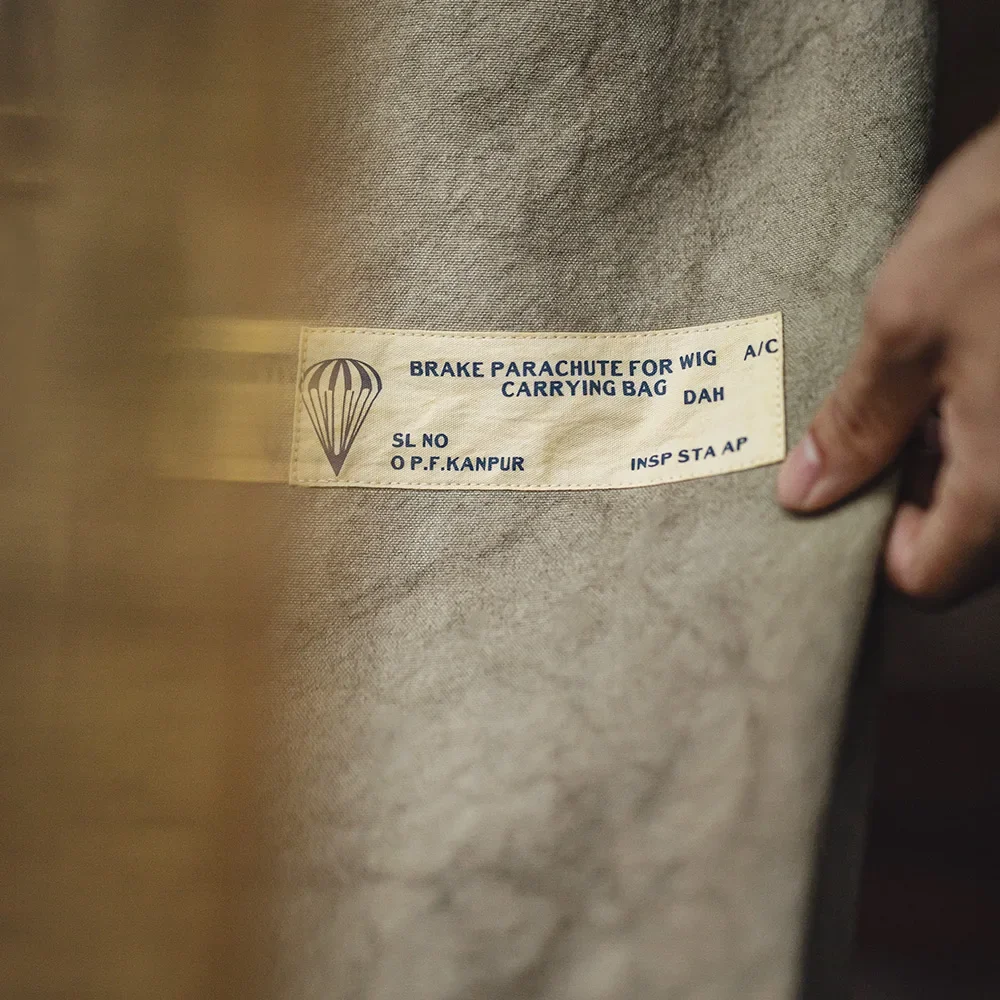 BRAKE PARACHUTE FOR WIG A/C
CARRYING BAG DAH
SL NO
O P.F.KANPUR INSP STA AP